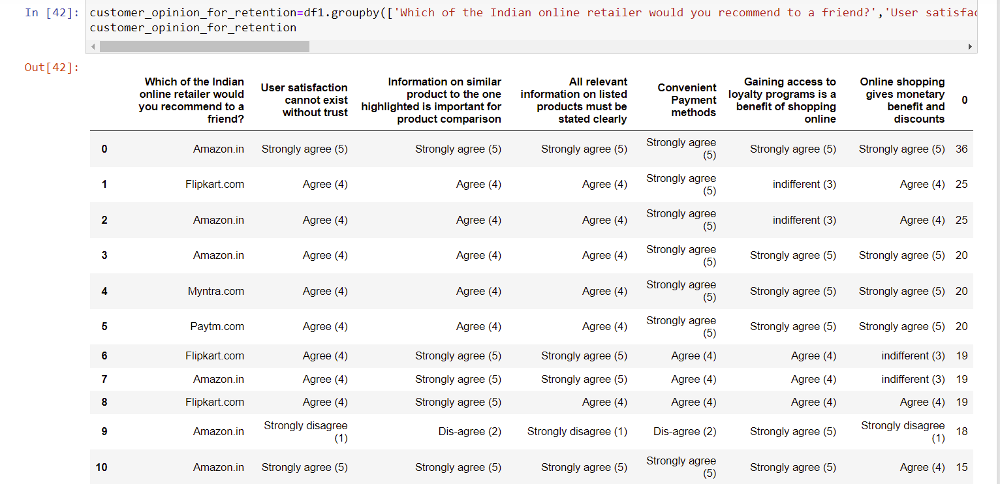 In [42]: customer_opinion_for_retention=df1.groupby(['Which of the Indian online retailer would you recommend to a friend?','User satisfac
customer_opinion_for_retention
Out[42]:
Which of the Indian online retailer would you recommend to a friend? User satisfaction cannot exist without trust Information on similar product to the one highlighted is important for product comparison All relevant information on listed products must be stated clearly Convenient Payment methods Gaining access to loyalty programs is a benefit of shopping online Online shopping gives monetary benefit and discounts 0
0 Amazon.in Strongly agree (5) Strongly agree (5) Strongly agree (5) Strongly agree (5) Strongly agree (5) Strongly agree (5) 36
1 Flipkart.com Agree (4) Agree (4) Agree (4) Strongly agree (5) indifferent (3) Agree (4) 25
2 Amazon.in Agree (4) Agree (4) Agree (4) Strongly agree (5) indifferent (3) Agree (4) 25
3 Amazon.in Agree (4) Agree (4) Agree (4) Strongly agree (5) Strongly agree (5) Strongly agree (5) 20
4 Myntra.com Agree (4) Agree (4) Agree (4) Strongly agree (5) Strongly agree (5) Strongly agree (5) 20
5 Paytm.com Agree (4) Agree (4) Agree (4) Strongly agree (5) Strongly agree (5) Strongly agree (5) 20
6 Flipkart.com Agree (4) Strongly agree (5) Strongly agree (5) Agree (4) Agree (4) indifferent (3) 19
7 Amazon.in Agree (4) Strongly agree (5) Strongly agree (5) Agree (4) Agree (4) indifferent (3) 19
8 Flipkart.com Agree (4) Strongly agree (5) Agree (4) Agree (4) Agree (4) Agree (4) 19
9 Amazon.in Strongly disagree (1) Dis-agree (2) Strongly disagree (1) Dis-agree (2) Strongly agree (5) Strongly disagree (1) 18
10 Amazon.in Strongly agree (5) Strongly agree (5) Strongly agree (5) Strongly agree (5) Strongly agree (5) Agree (4) 15